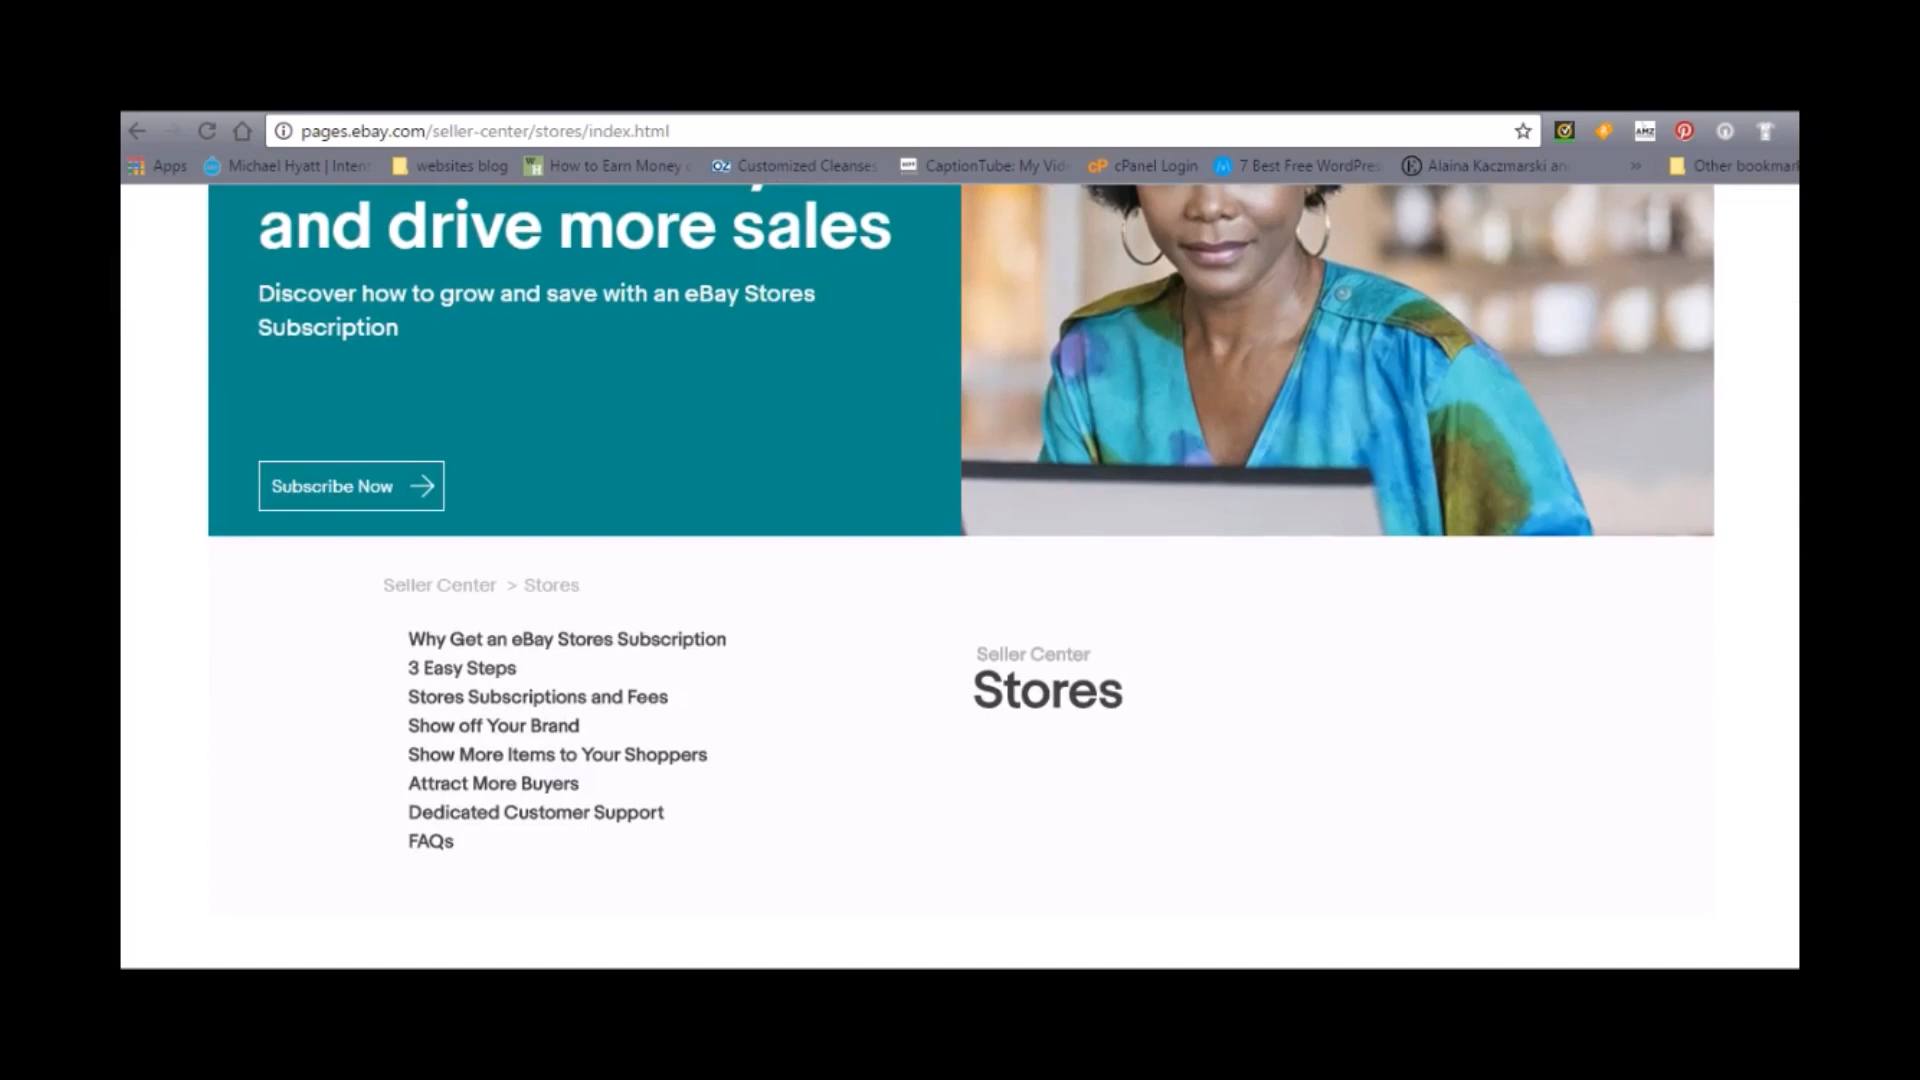 pages.ebay.com/seller-center/stores/index.html
Apps
Michael Hyatt | Intent
websites blog
How to Earn Money
Customized Cleanses
CaptionTube: My Vid
cPanel Login
7 Best Free WordPres
Alaina Kaczmarski an
»
Other bookmar
AMZ
and drive more sales
Discover how to grow and save with an eBay Stores
Subscription
Subscribe Now
Seller Center > Stores
Why Get an eBay Stores Subscription
3 Easy Steps
Stores Subscriptions and Fees
Show off Your Brand
Show More Items to Your Shoppers
Attract More Buyers
Dedicated Customer Support
FAQs
Seller Center
Stores